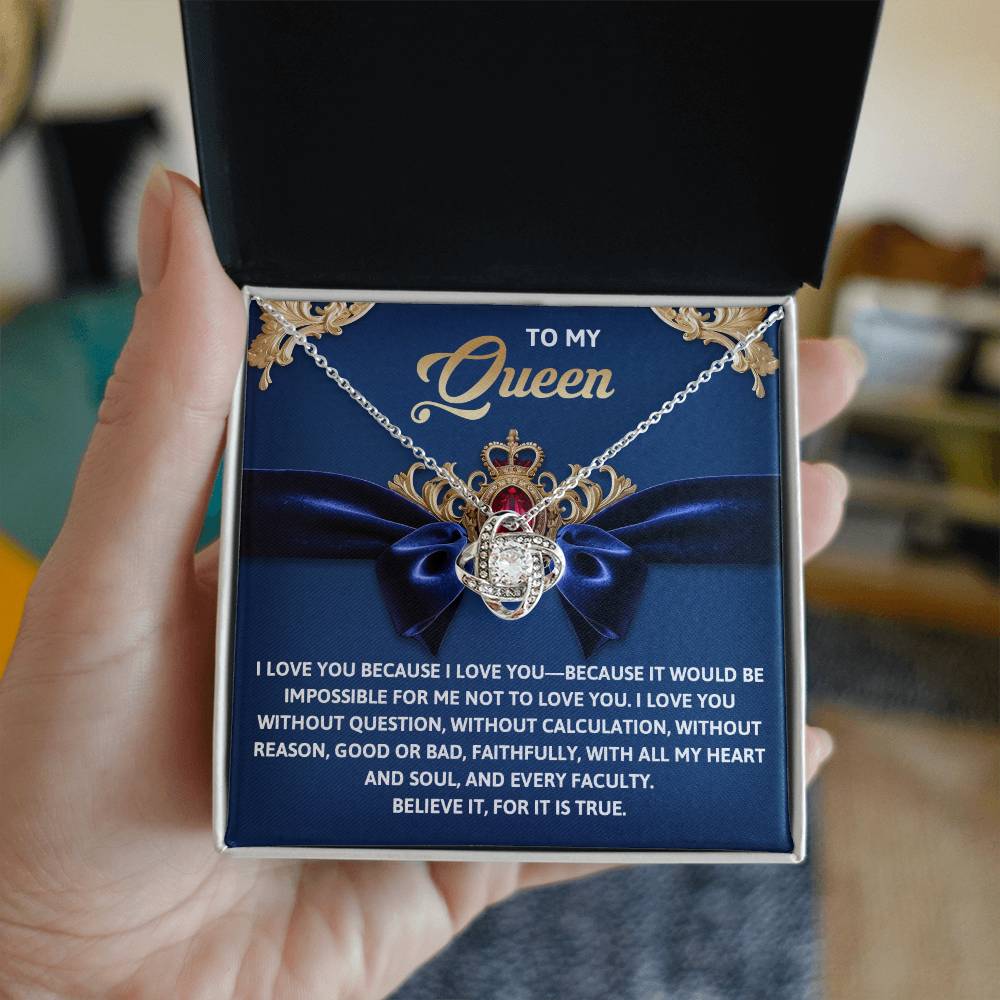 TO MY
Queen
I LOVE YOU BECAUSE I LOVE YOU—BECAUSE IT WOULD BE
IMPOSSIBLE FOR ME NOT TO LOVE YOU. I LOVE YOU
WITHOUT QUESTION, WITHOUT CALCULATION, WITHOUT
REASON, GOOD OR BAD, FAITHFULLY, WITH ALL MY HEART
AND SOUL, AND EVERY FACULTY.
BELIEVE IT, FOR IT IS TRUE.